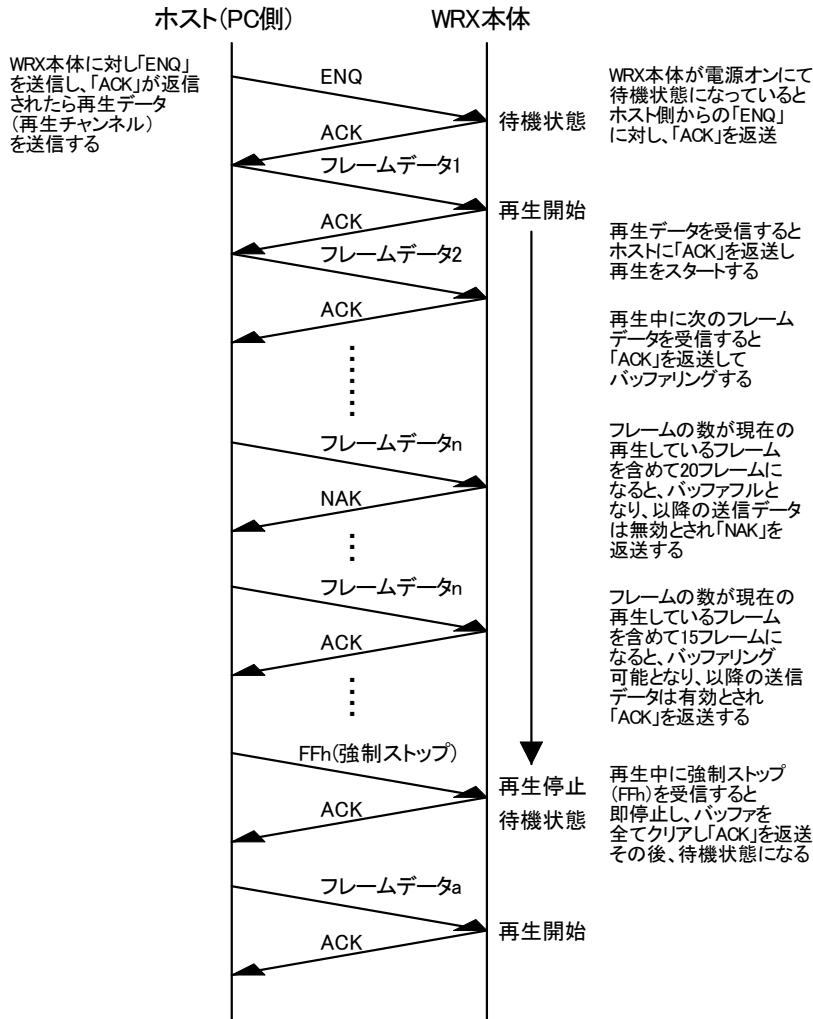 ホスト(PC側)
WRX本体
WRX本体に対し「ENQ」
を送信し、「ACK」が返信
されたら再生データ
(再生チャンネル)
を送信する
ENQ
WRX本体が電源オンにて
待機状態になっていると
ホスト側からの「ENQ」
に対し、「ACK」を返送
待機状態
ACK
フレームデータ1
再生開始
ACK
フレームデータ2
再生データを受信すると
ホストに「ACK」を返送し
再生をスタートする
ACK
再生中に次のフレーム
データを受信すると
「ACK」を返送して
バッファリングする
フレームデータn
NAK
フレームの数が現在の
再生しているフレーム
を含めて20フレームに
なると、バッファフルと
なり、以降の送信データ
は無効とされ「NAK」を
返送する
フレームデータn
ACK
フレームの数が現在の
再生しているフレーム
を含めて15フレームに
なると、バッファリング
可能となり、以降の送信
データは有効とされ
「ACK」を返送する
FFh(強制ストップ)
再生停止
待機状態
ACK
再生中に強制ストップ
(FFh)を受信すると
即停止し、バッファを
全てクリアし「ACK」を返送
その後、待機状態になる
フレームデータa
再生開始
ACK